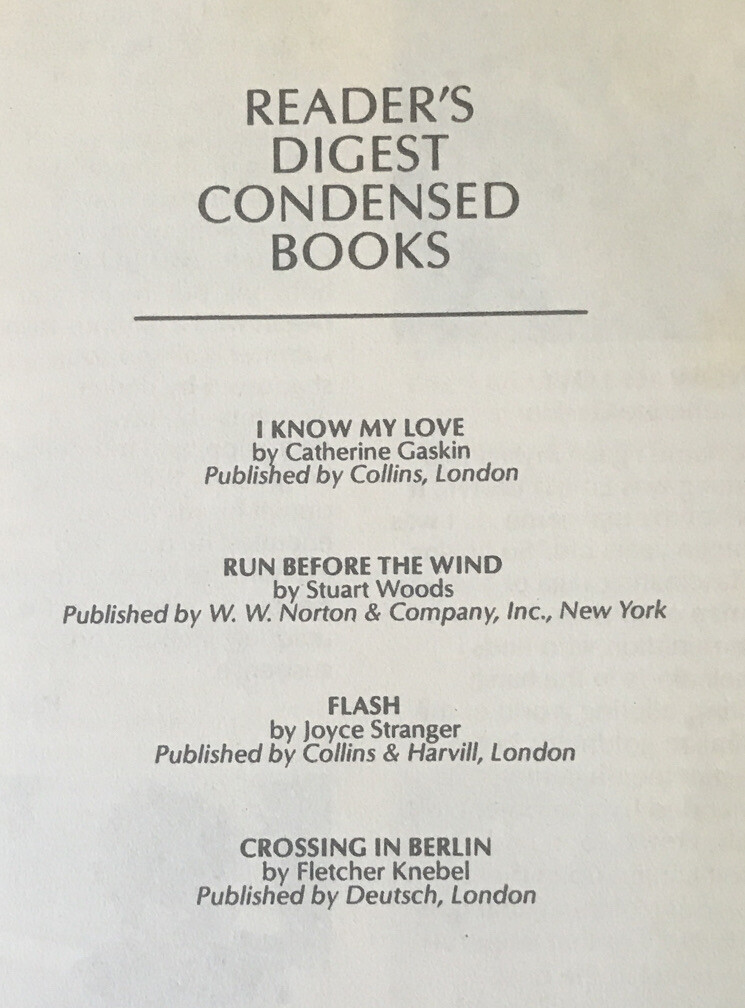 READER'S
DIGEST
CONDENSED
BOOKS
I KNOW MY LOVE
by Catherine Gaskin
Published by Collins, London
RUN BEFORE THE WIND
by Stuart Woods
Published by W. W. Norton & Company, Inc., New York
FLASH
by Joyce Stranger
Published by Collins & Harvill, London
CROSSING IN BERLIN
by Fletcher Knebel
Published by Deutsch, London